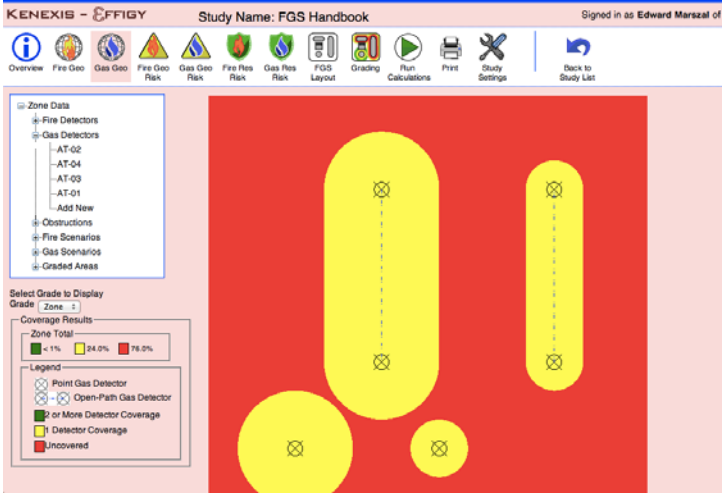 KENEXIS - EFFIGY
Study Name: FGS Handbook
Signed in as Edward Marszal of
Overview
Fire Geo
Gas Geo
Fire Geo Risk
Gas Geo Risk
Fire Res Risk
Gas Res Risk
FGS Layout
Grading
Run Calculations
Print
Study Settings
Back to Study List
Zone Data
Fire Detectors
Gas Detectors
AT-02
AT-04
AT-03
AT-01
Add New
Obstructions
Fire Scenarios
Gas Scenarios
Graded Areas
Select Grade to Display
Grade Zone
Coverage Results
Zone Total
< 1% 24.0% 76.0%
Legend
Point Gas Detector
Open-Path Gas Detector
2 or More Detector Coverage
1 Detector Coverage
Uncovered